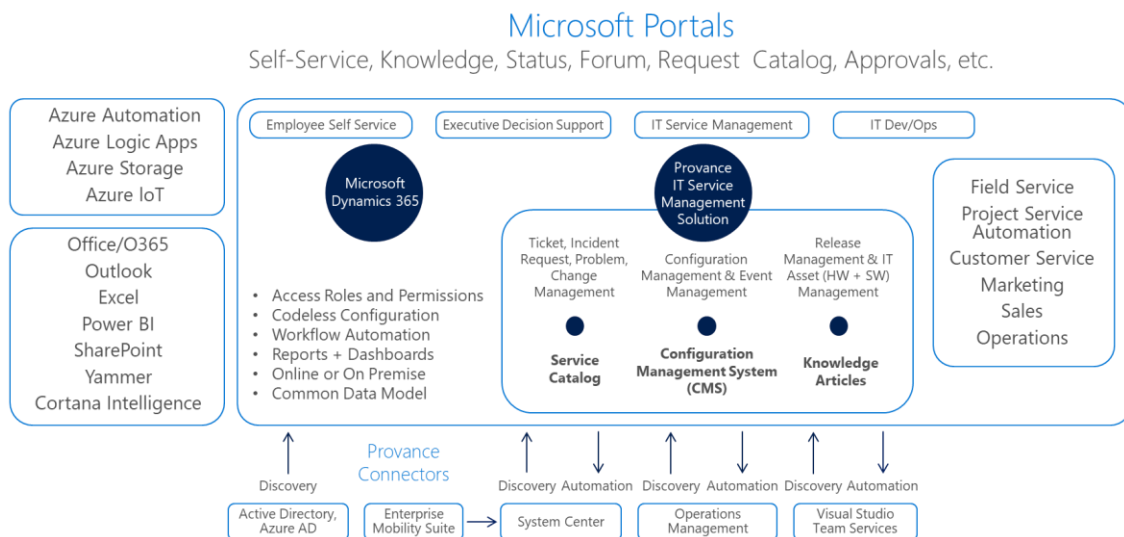 Microsoft Portals
Self-Service, Knowledge, Status, Forum, Request Catalog, Approvals, etc.
Azure Automation
Azure Logic Apps
Azure Storage
Azure IoT
Office/O365
Outlook
Excel
Power BI
SharePoint
Yammer
Cortana Intelligence
Employee Self Service
Executive Decision Support
IT Service Management
IT Dev/Ops
Microsoft
Dynamics 365
• Access Roles and Permissions
• Codeless Configuration
• Workflow Automation
• Reports + Dashboards
• Online or On Premise
• Common Data Model
Provance
IT Service
Management
Solution
Ticket, Incident
Request, Problem,
Change
Management
Service
Catalog
Configuration
Management & Event
Management
Configuration
Management System
(CMS)
Release
Management & IT
Asset (HW + SW)
Management
Knowledge
Articles
Field Service
Project Service
Automation
Customer Service
Marketing
Sales
Operations
Provance
Connectors
Discovery
Discovery Automation
Discovery Automation
Discovery Automation
Active Directory,
Azure AD
Enterprise
Mobility Suite
System Center
Operations
Management
Visual Studio
Team Services